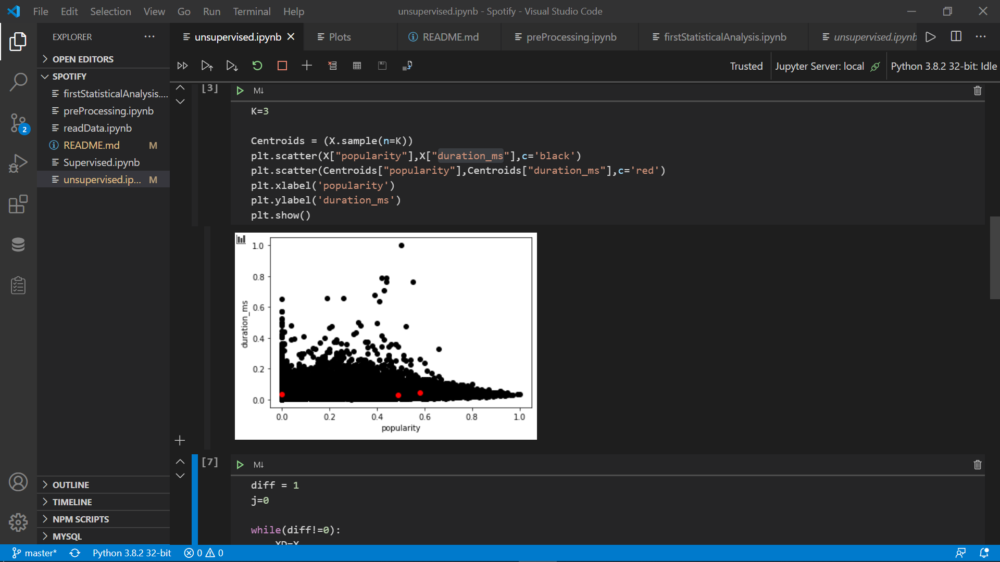 File Edit Selection View Go Run Terminal Help
unsupervised.ipynb - Spotify - Visual Studio Code
EXPLORER
OPEN EDITORS
SPOTIFY
firstStatisticalAnalysis....
preProcessing.ipynb
readData.ipynb
README.md M
Supervised.ipynb
unsupervised.ip... M
2
OUTLINE
TIMELINE
NPM SCRIPTS
MYSQL
unsupervised.ipynb
Plots
README.md
preProcessing.ipynb
firstStatisticalAnalysis.ipynb
unsupervised.ipynb
Trusted
Jupyter Server: local
Python 3.8.2 32-bit: Idle
[3]
M↓
K=3
Centroids = (X.sample(n=K))
plt.scatter(X["popularity"],X["duration_ms"],c='black')
plt.scatter(Centroids["popularity"],Centroids["duration_ms"],c='red')
plt.xlabel('popularity')
plt.ylabel('duration_ms')
plt.show()
1.0
0.8
0.6
0.4
0.2
0.0
duration_ms
0.0 0.2 0.4 0.6 0.8 1.0
popularity
[7]
M↓
diff = 1
j=0
while(diff!=0):
XD=X
master*
Python 3.8.2 32-bit
0 0